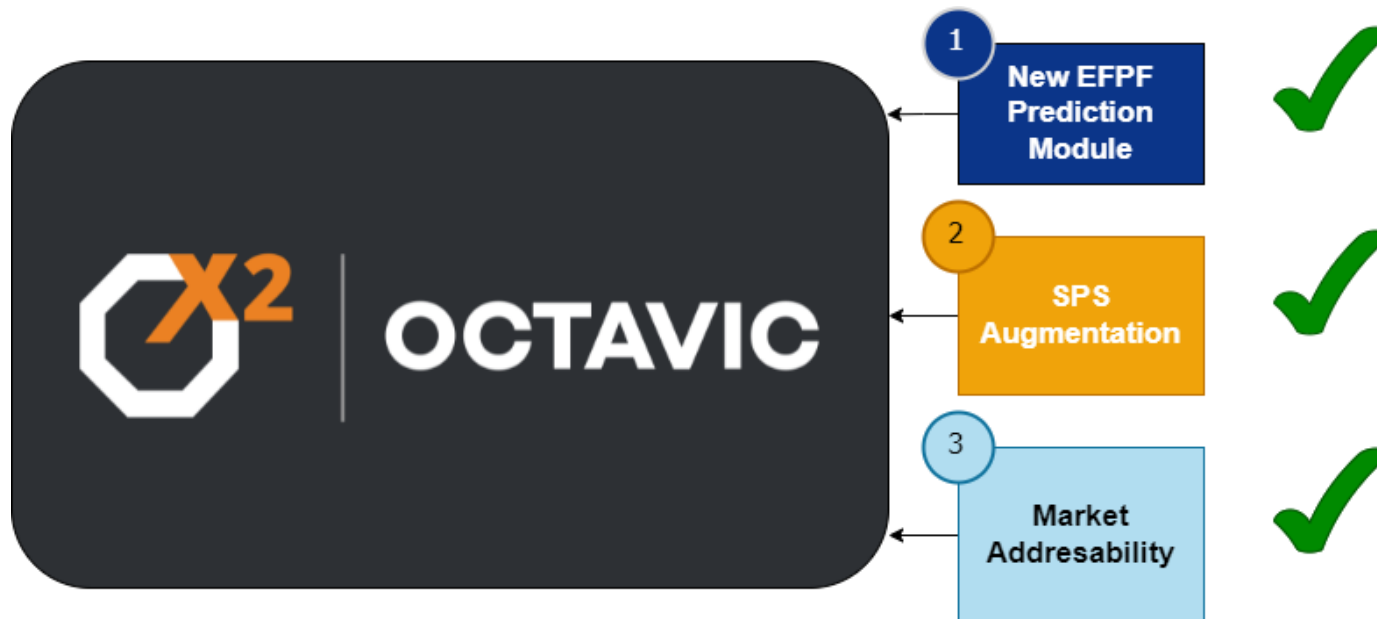 1
New EFPF
Prediction
Module
2
SPS
Augmentation
X2
OCTAVIC
3
Market
Addresability